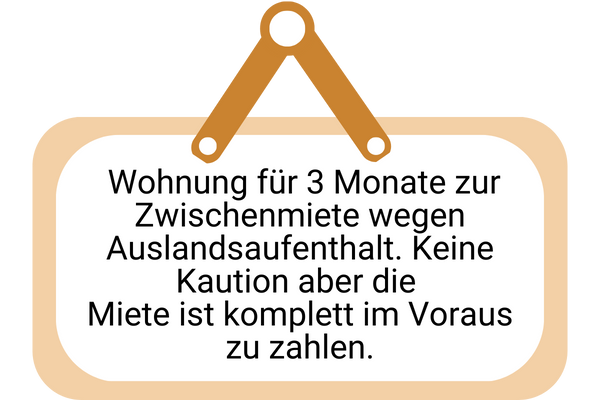 Wohnung für 3 Monate zur
Zwischenmiete wegen
Auslandsaufenthalt. Keine
Kaution aber die
Miete ist komplett im Voraus
zu zahlen.